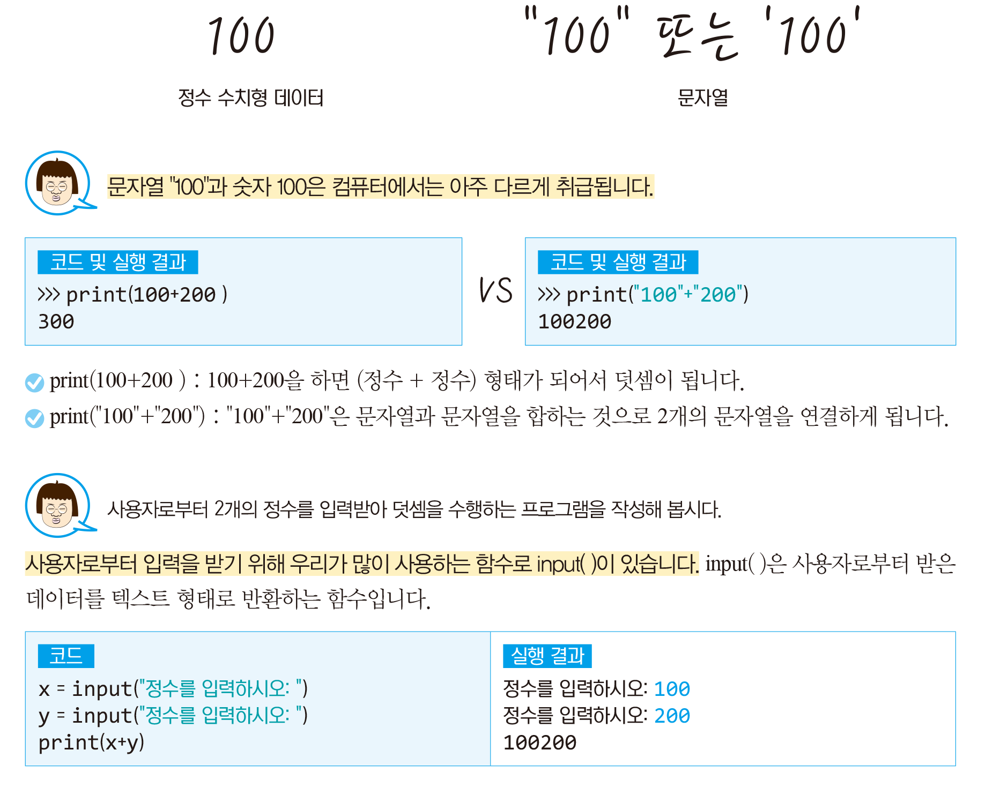 100
"100" 또는 '100'
정수 수치형 데이터
문자열
문자열 "100"과 숫자 100은 컴퓨터에서는 아주 다르게 취급됩니다.
코드 및 실행 결과
>>> print(100+200 )
300
VS
코드 및 실행 결과
>>> print("100"+"200")
100200
print(100+200 ) : 100+200을 하면 (정수 + 정수) 형태가 되어서 덧셈이 됩니다.
print("100"+"200") : "100"+"200"은 문자열과 문자열을 합하는 것으로 2개의 문자열을 연결하게 됩니다.
사용자로부터 2개의 정수를 입력받아 덧셈을 수행하는 프로그램을 작성해 봅시다.
사용자로부터 입력을 받기 위해 우리가 많이 사용하는 함수로 input( )이 있습니다. input( )은 사용자로부터 받은
데이터를 텍스트 형태로 반환하는 함수입니다.
코드
x = input("정수를 입력하시오: ")
y = input("정수를 입력하시오: ")
print(x+y)
실행 결과
정수를 입력하시오: 100
정수를 입력하시오: 200
100200